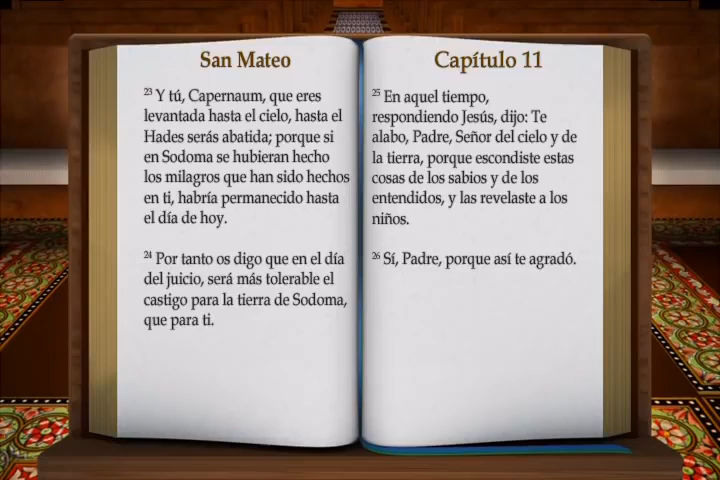 San Mateo
23 Y tú, Capernaum, que eres
levantada hasta el cielo, hasta el
Hades serás abatida; porque si
en Sodoma se hubieran hecho
los milagros que han sido hechos
en ti, habría permanecido hasta
el día de hoy.
24 Por tanto os digo que en el día
del juicio, será más tolerable el
castigo para la tierra de Sodoma,
que para ti.
Capítulo 11
25 En aquel tiempo,
respondiendo Jesús, dijo: Te
alabo, Padre, Señor del cielo y de
la tierra, porque escondiste estas
cosas de los sabios y de los
entendidos, y las revelaste a los
niños.
26 Sí, Padre, porque así te agradó.